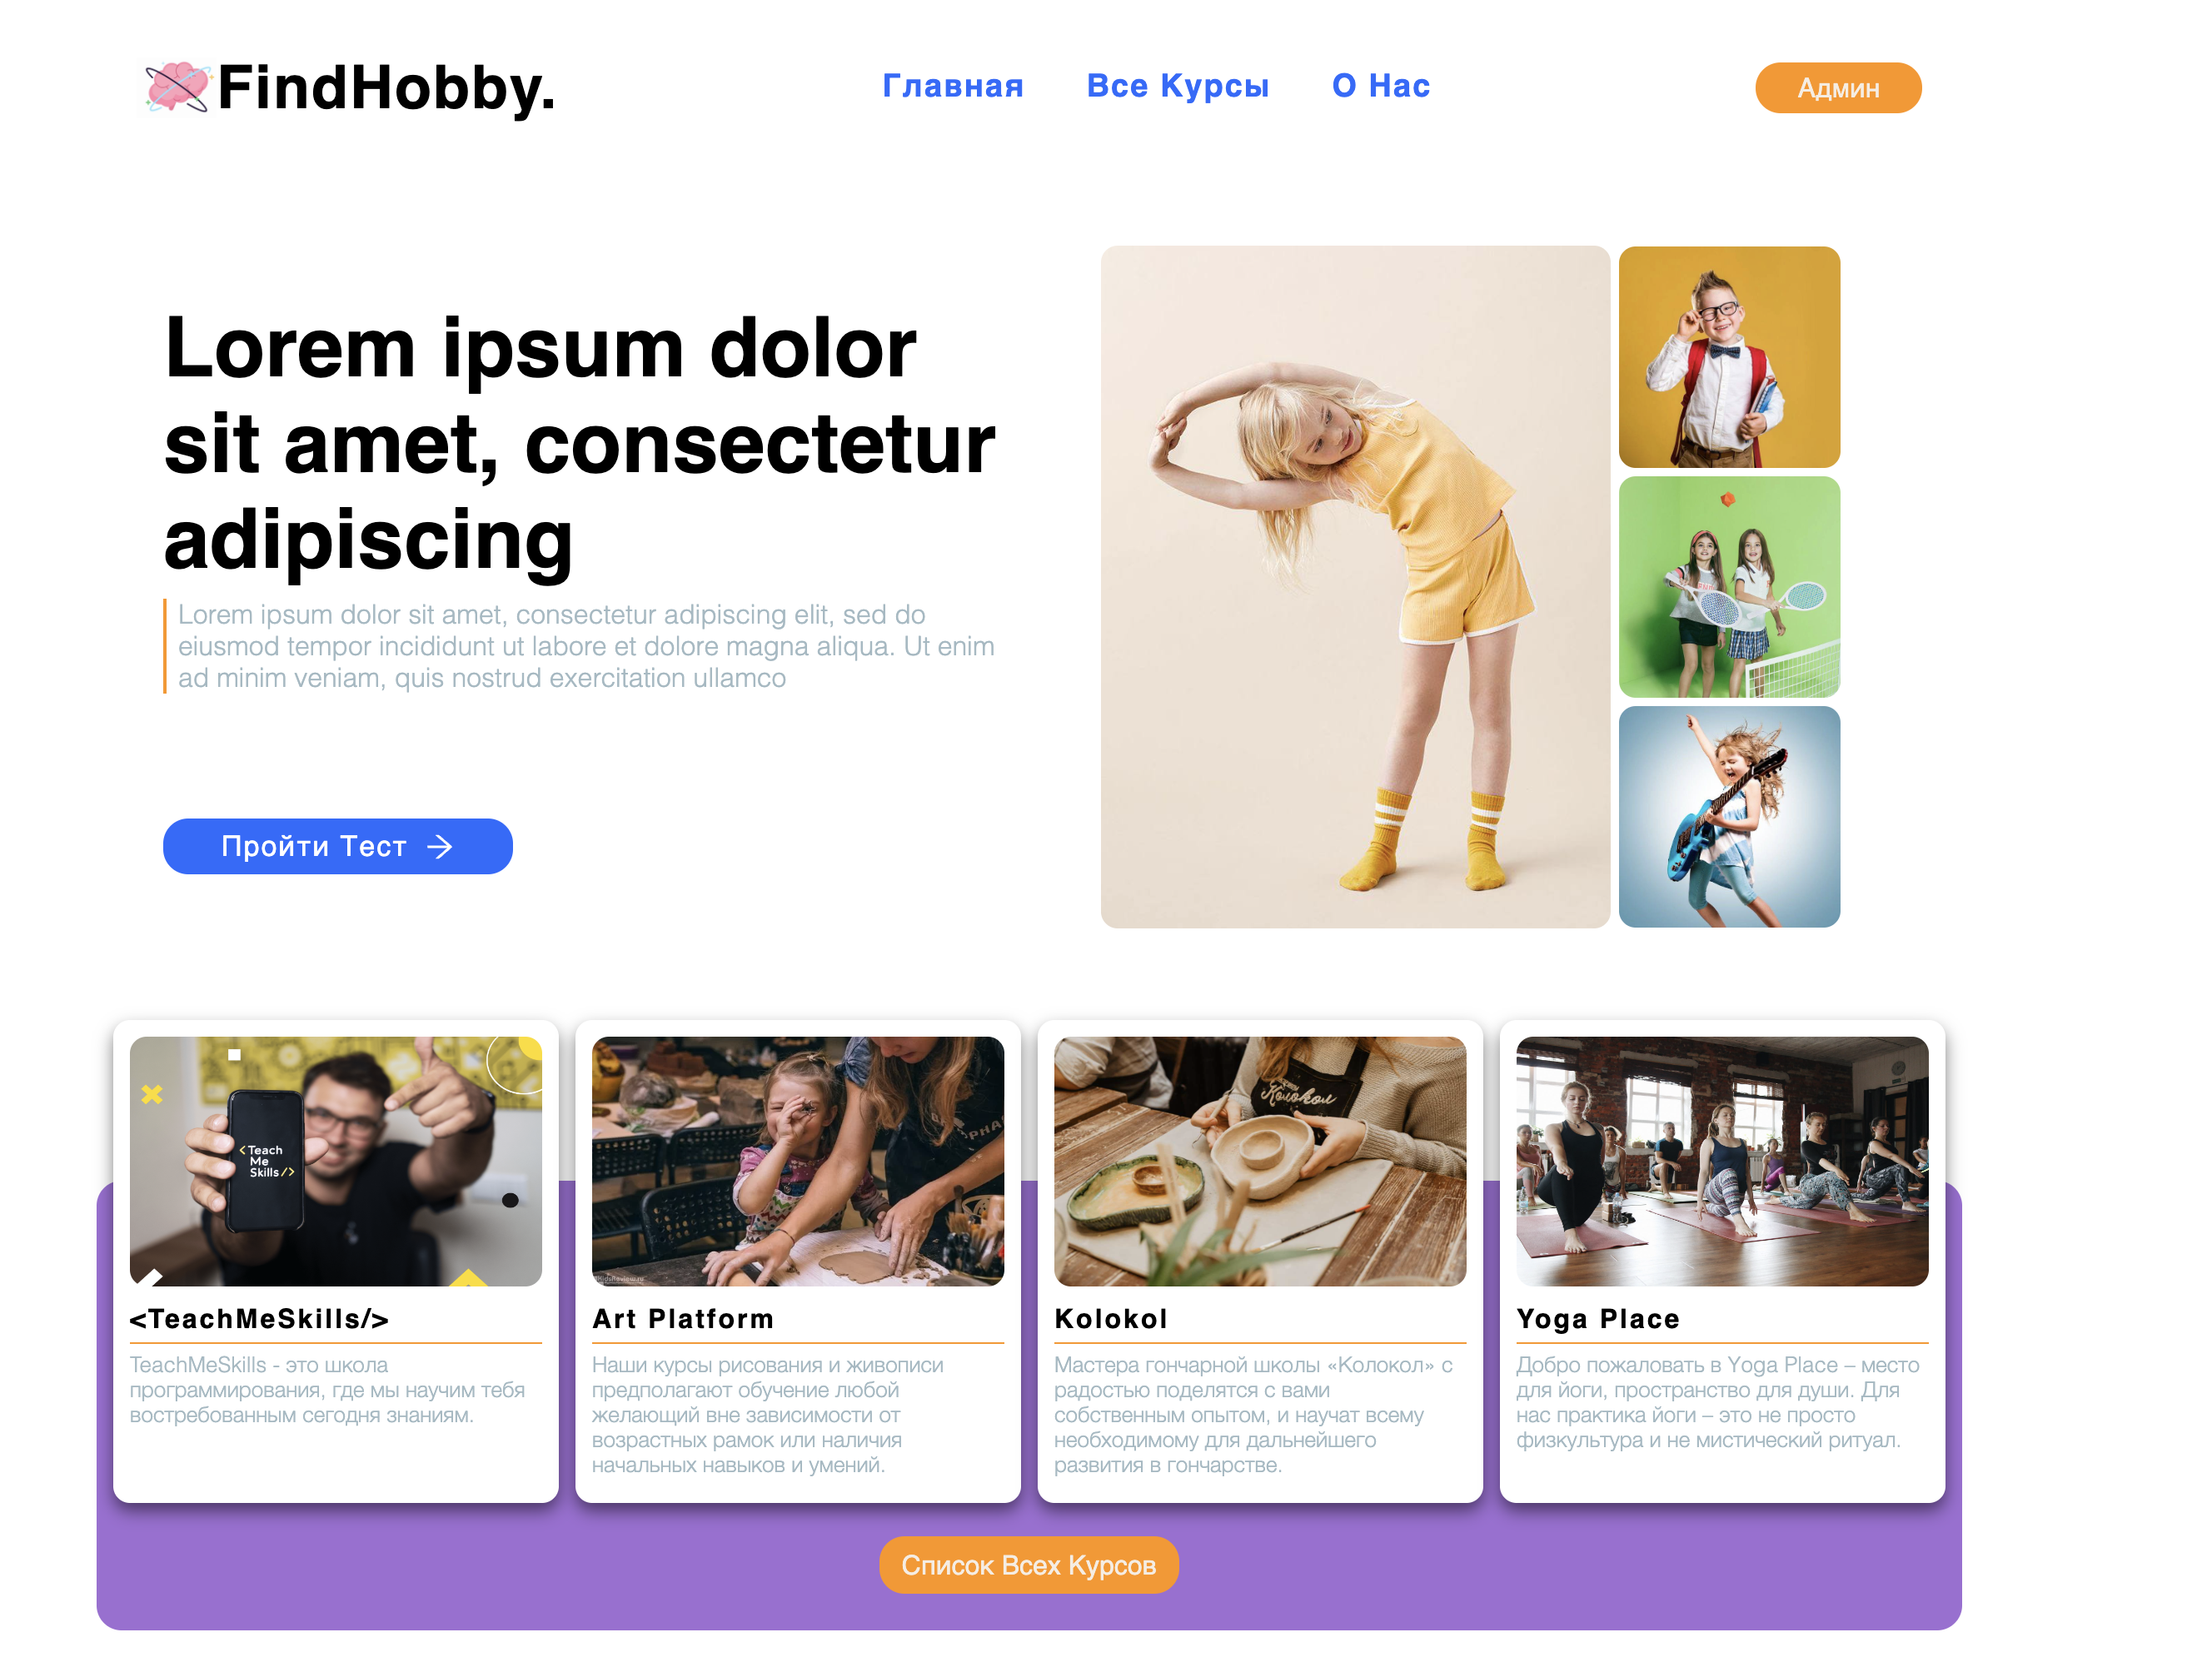 FindHobby.
Главная
Все Курсы
О Нас
Админ
Lorem ipsum dolor
sit amet, consectetur
adipiscing
Lorem ipsum dolor sit amet, consectetur adipiscing elit, sed do
eiusmod tempor incididunt ut labore et dolore magna aliqua. Ut enim
ad minim veniam, quis nostrud exercitation ullamco
Пройти Тест →
<Teach
Me
Skills/>
<TeachMeSkills/>
TeachMeSkills - это школа
программирования, где мы научим тебя
востребованным сегодня знаниям.
Art Platform
Наши курсы рисования и живописи
предполагают обучение любой
желающий вне зависимости от
возрастных рамок или наличия
начальных навыков и умений.
Колокол
Kolokol
Мастера гончарной школы «Колокол» с
радостью поделятся с вами
собственным опытом, и научат всему
необходимому для дальнейшего
развития в гончарстве.
Yoga Place
Добро пожаловать в Yoga Place – место
для йоги, пространство для души. Для
нас практика йоги – это не просто
физкультура и не мистический ритуал.
Список Всех Курсов